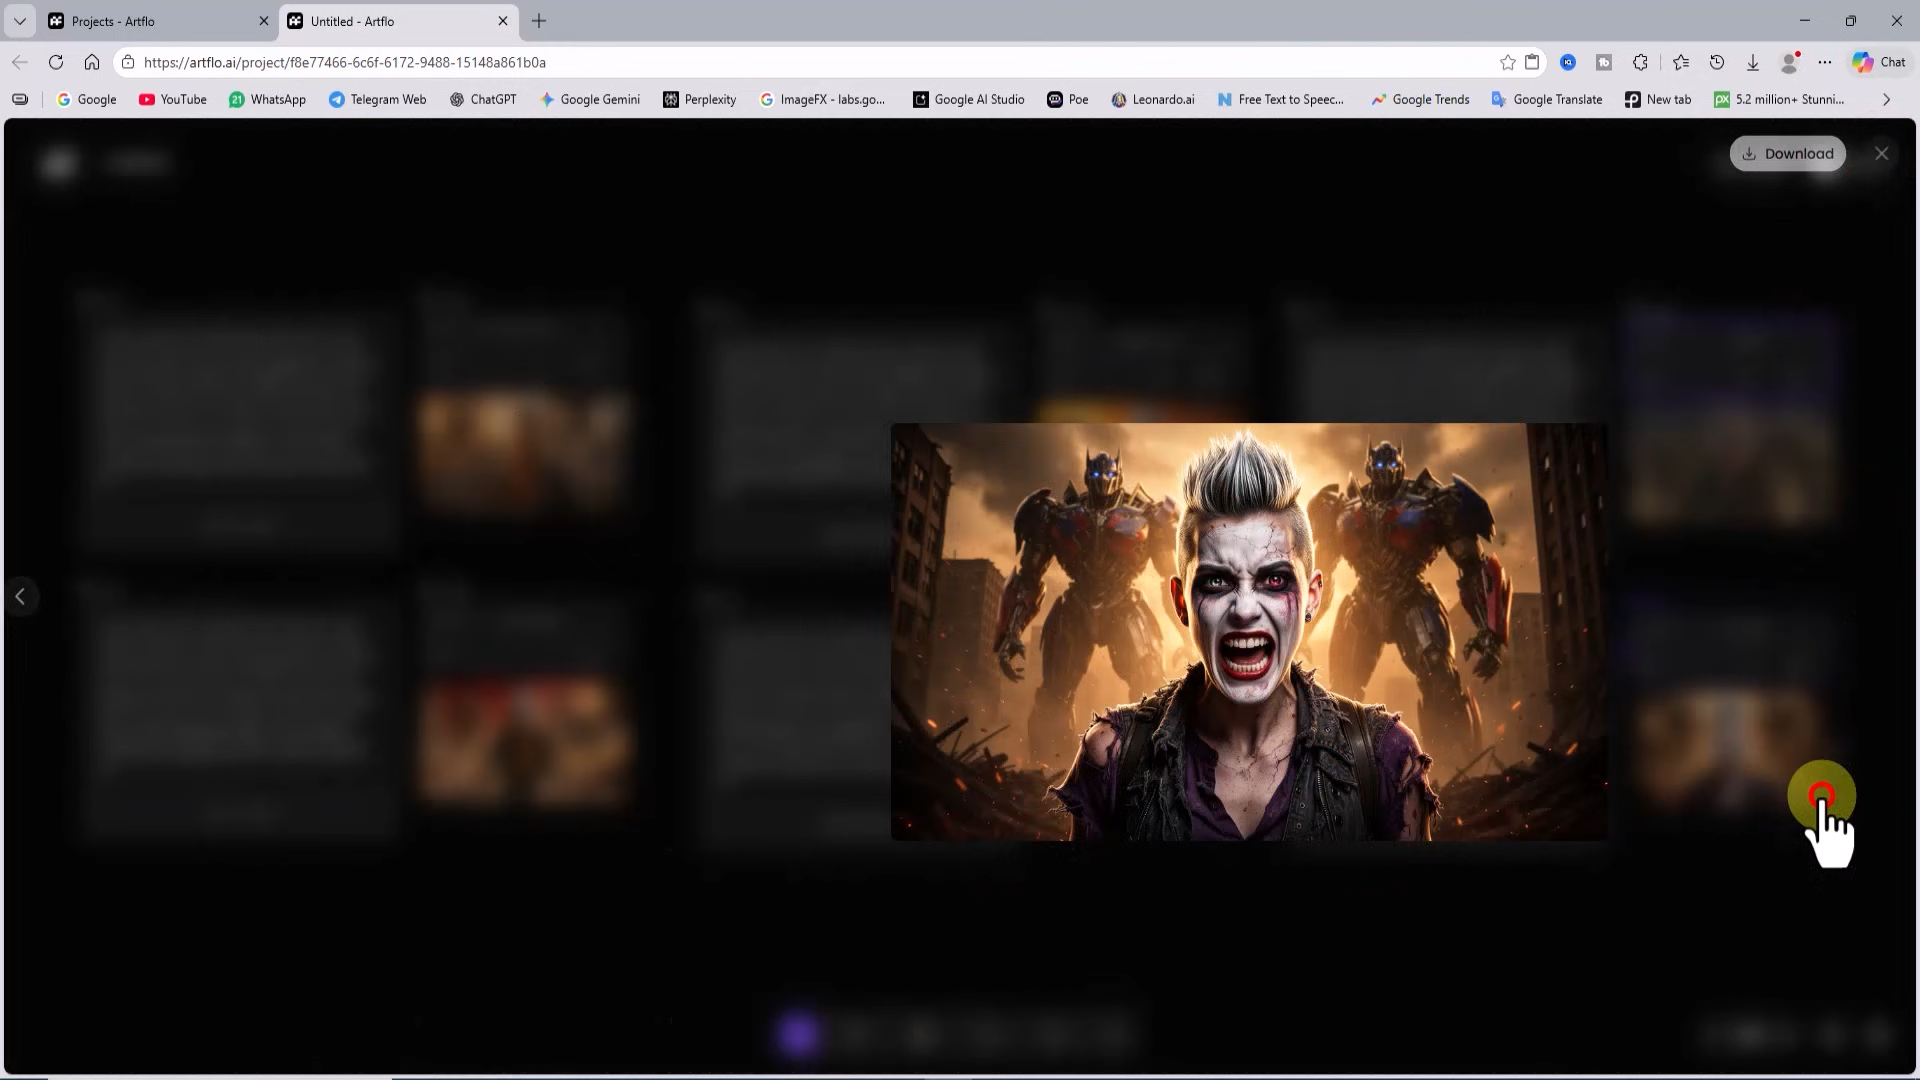 Projects - Artflo
Untitled - Artflo
https://artflo.ai/project/f8e77466-6c6f-6172-9488-15148a861b0a
Chat
Google
YouTube
21
WhatsApp
Telegram Web
ChatGPT
Google Gemini
Perplexity
ImageFX - labs.go...
Google AI Studio
Poe
Leonardo.ai
Free Text to Speec...
Google Trends
Google Translate
New tab
5.2 million+ Stunni...
Download